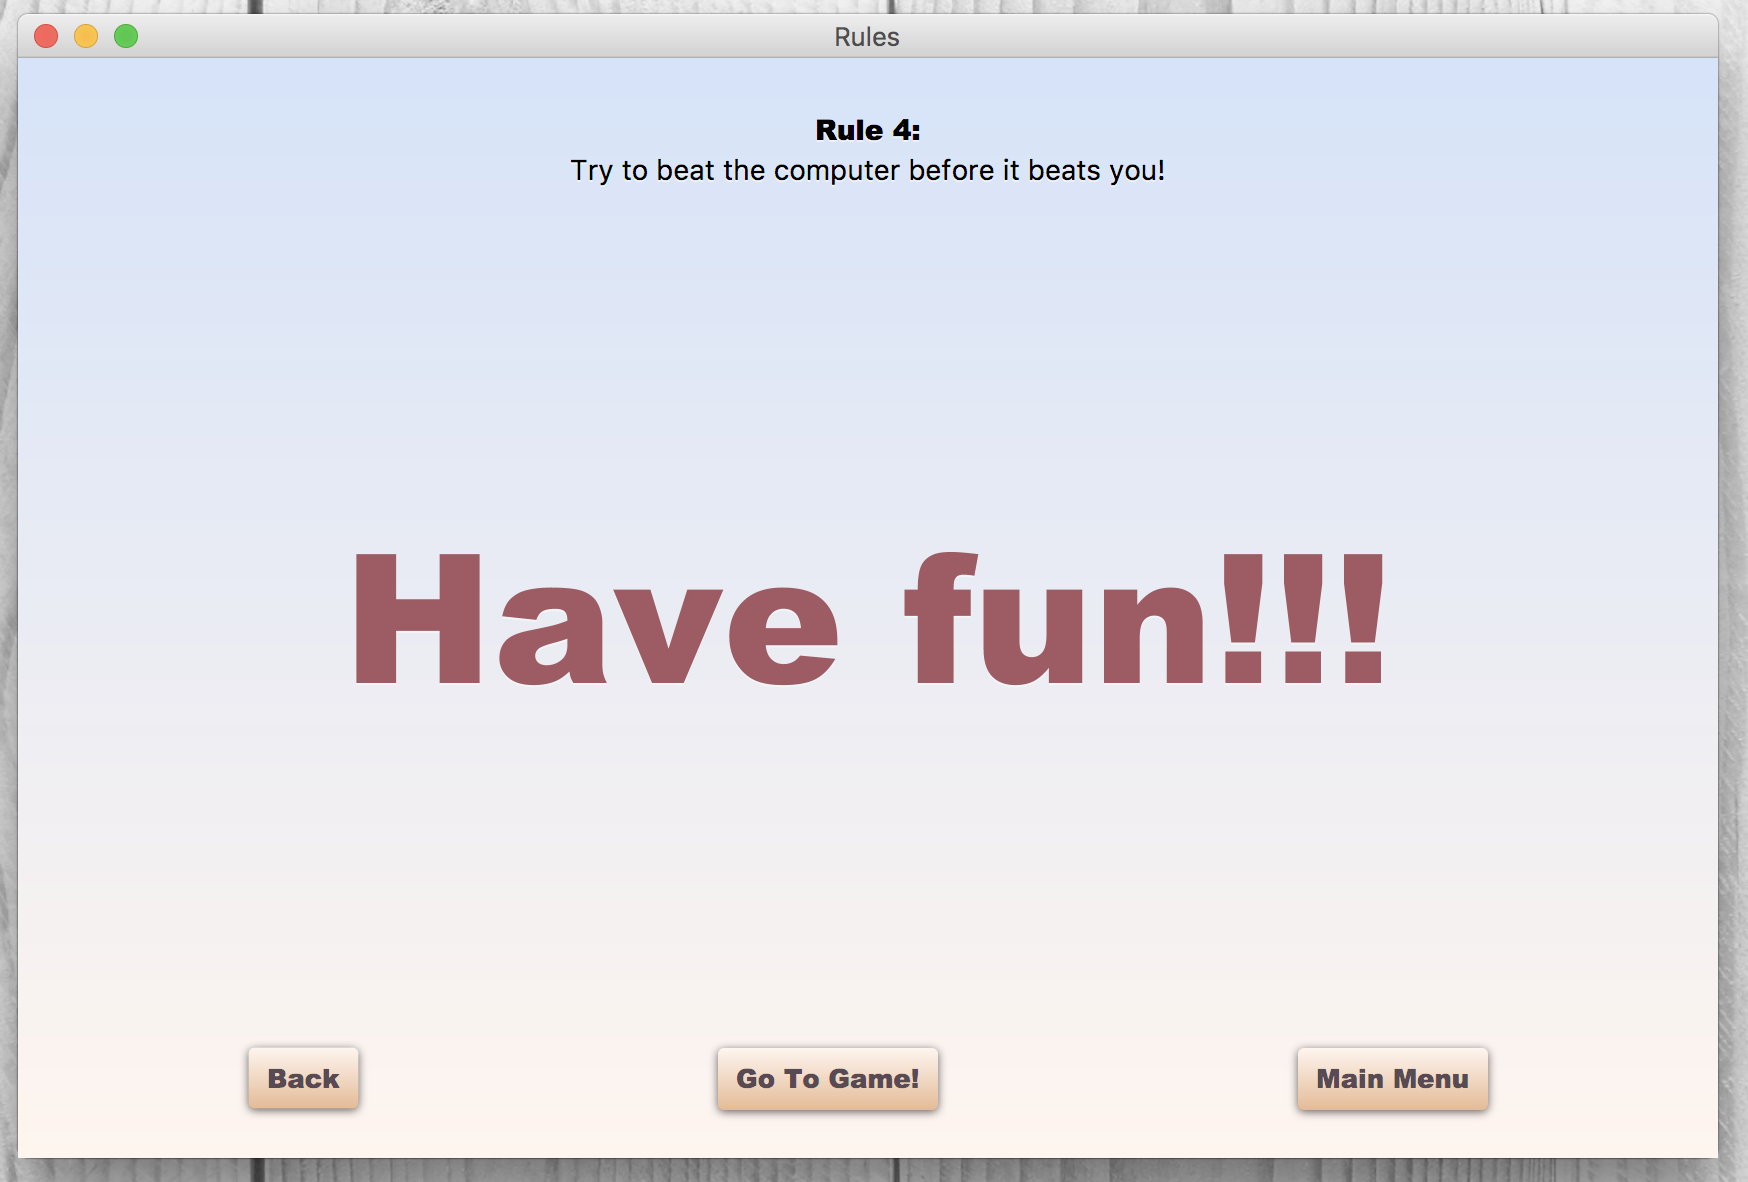 Rules
Rule 4:
Try to beat the computer before it beats you!
Have fun!!!
Back
Go To Game!
Main Menu